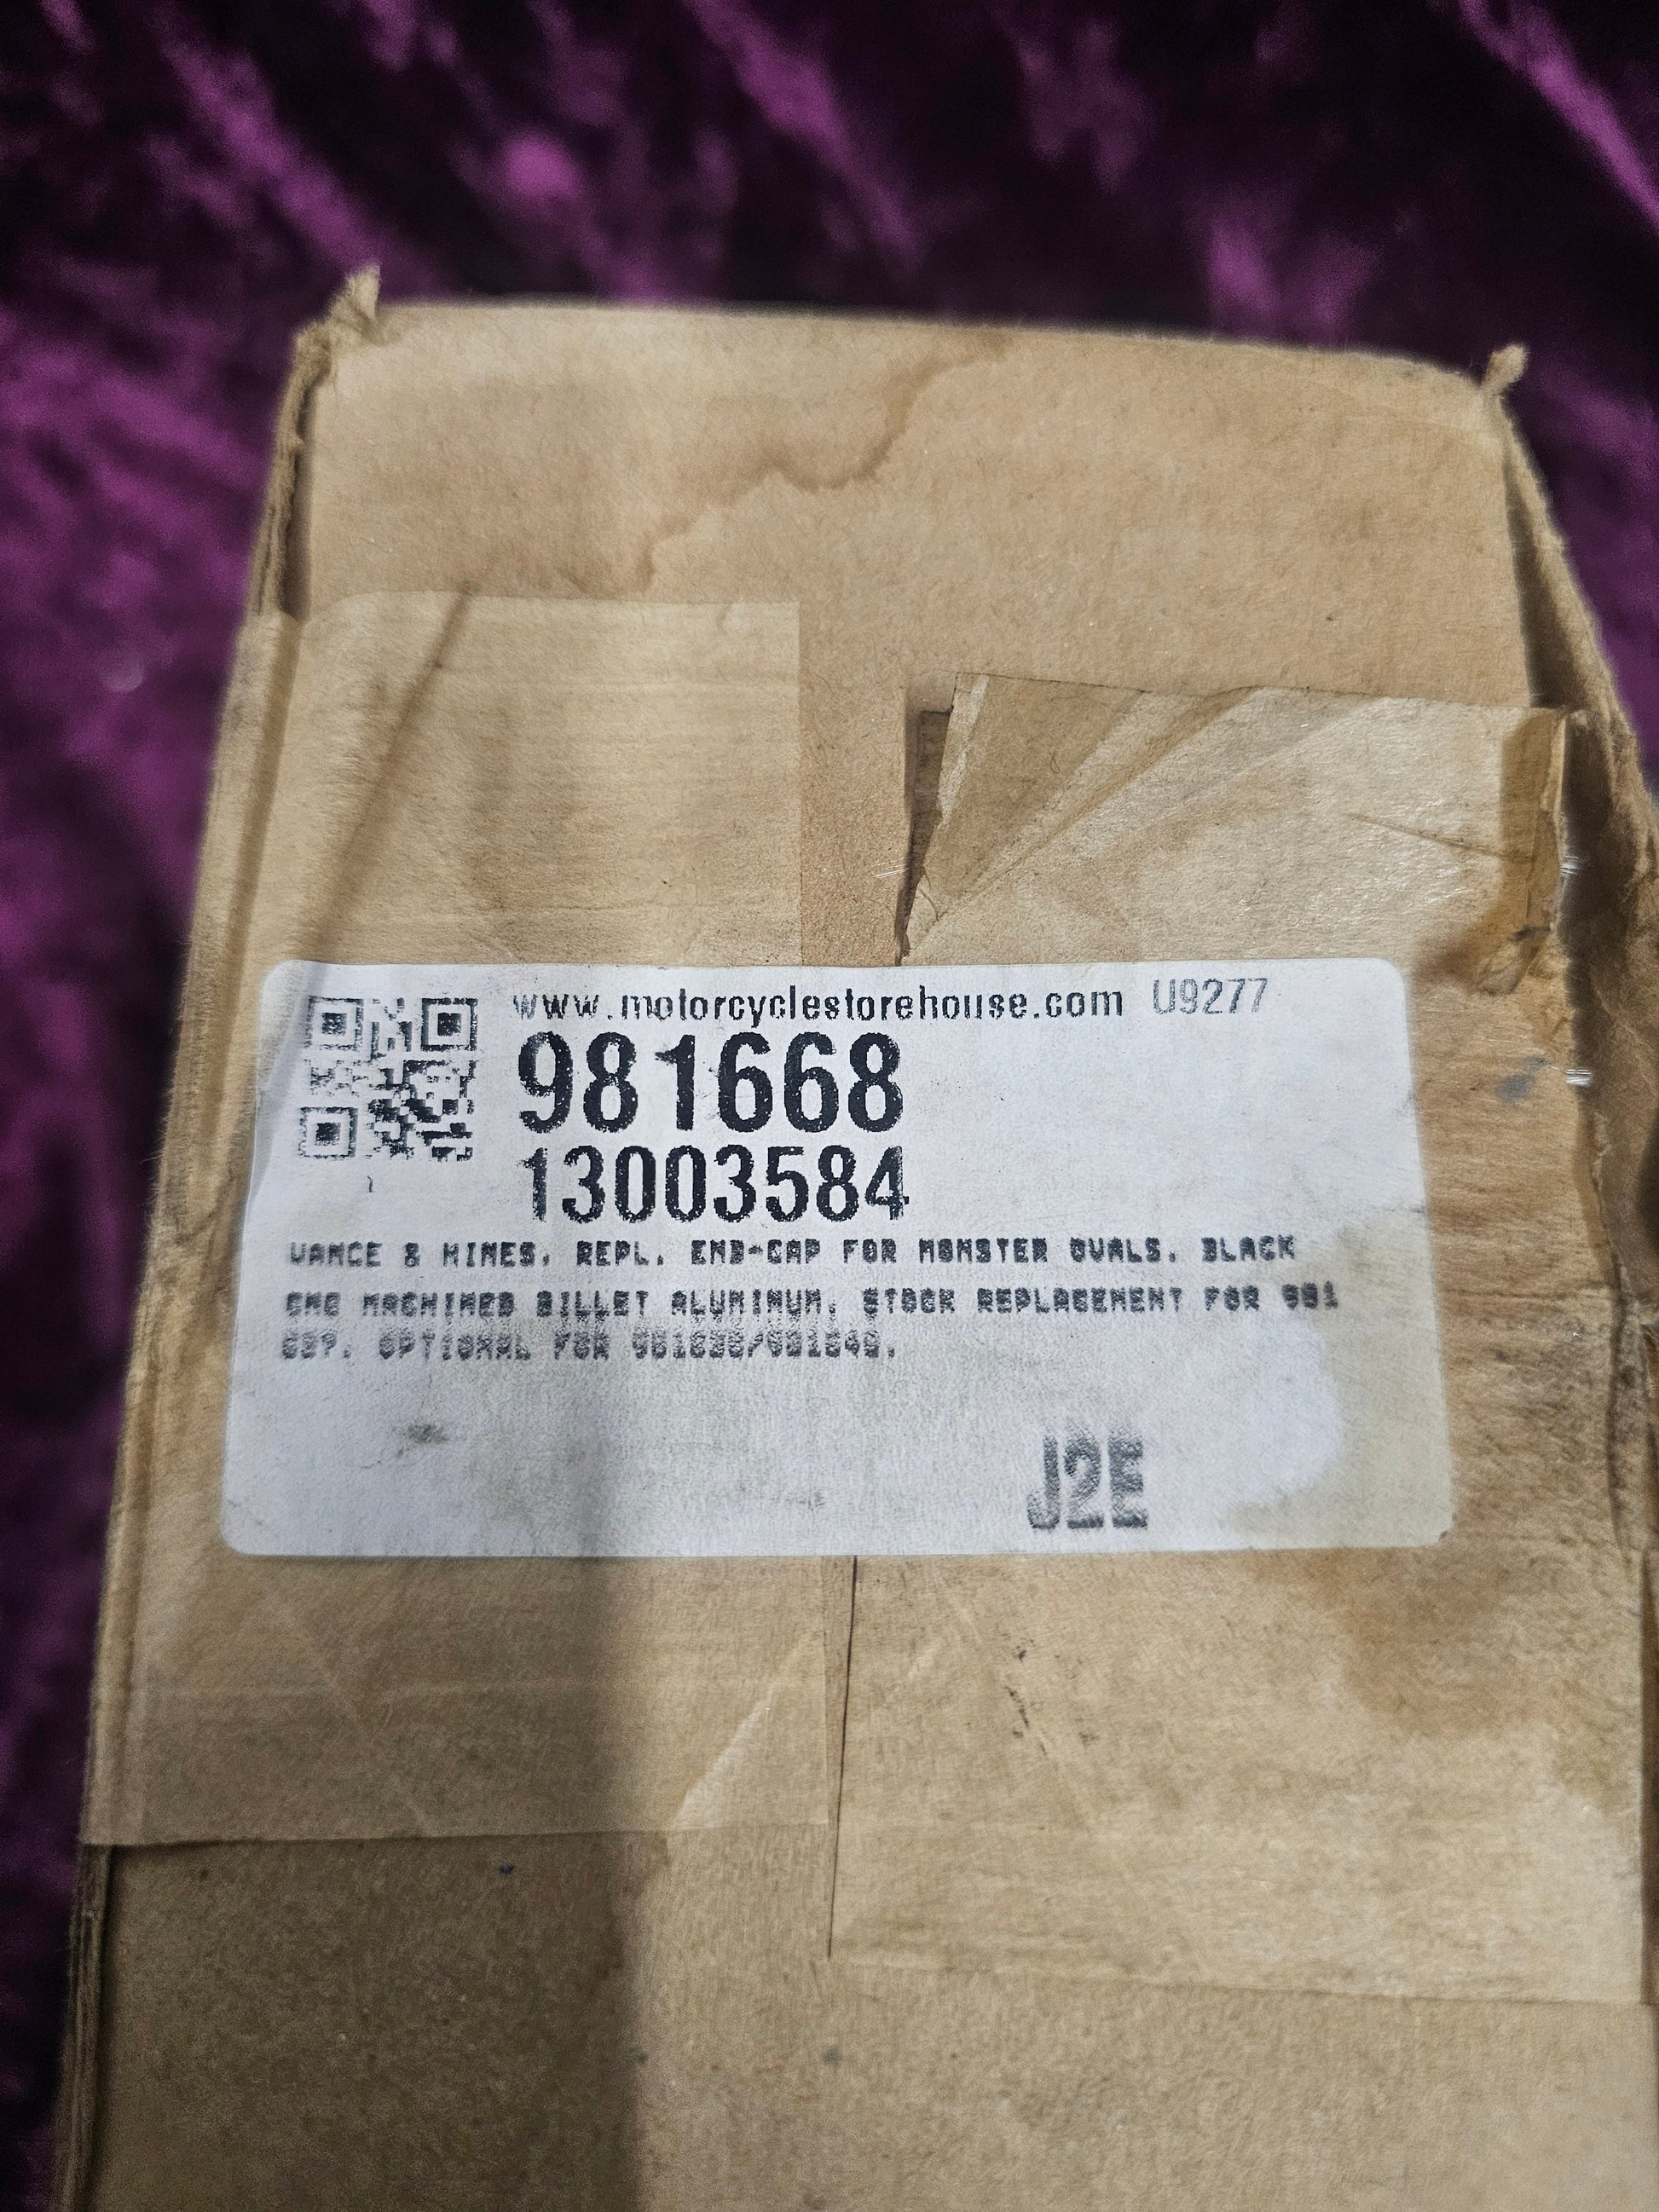 www.motorcyclestorehouse.com U9277
981668
13003584
VANCE & HINES, REPL. END-CAP FOR MONSTER OVALS. BLACK
CNC MACHINED BILLET ALUMINUM. STOCK REPLACEMENT FOR 981
OPTIONAL FOR
J2E